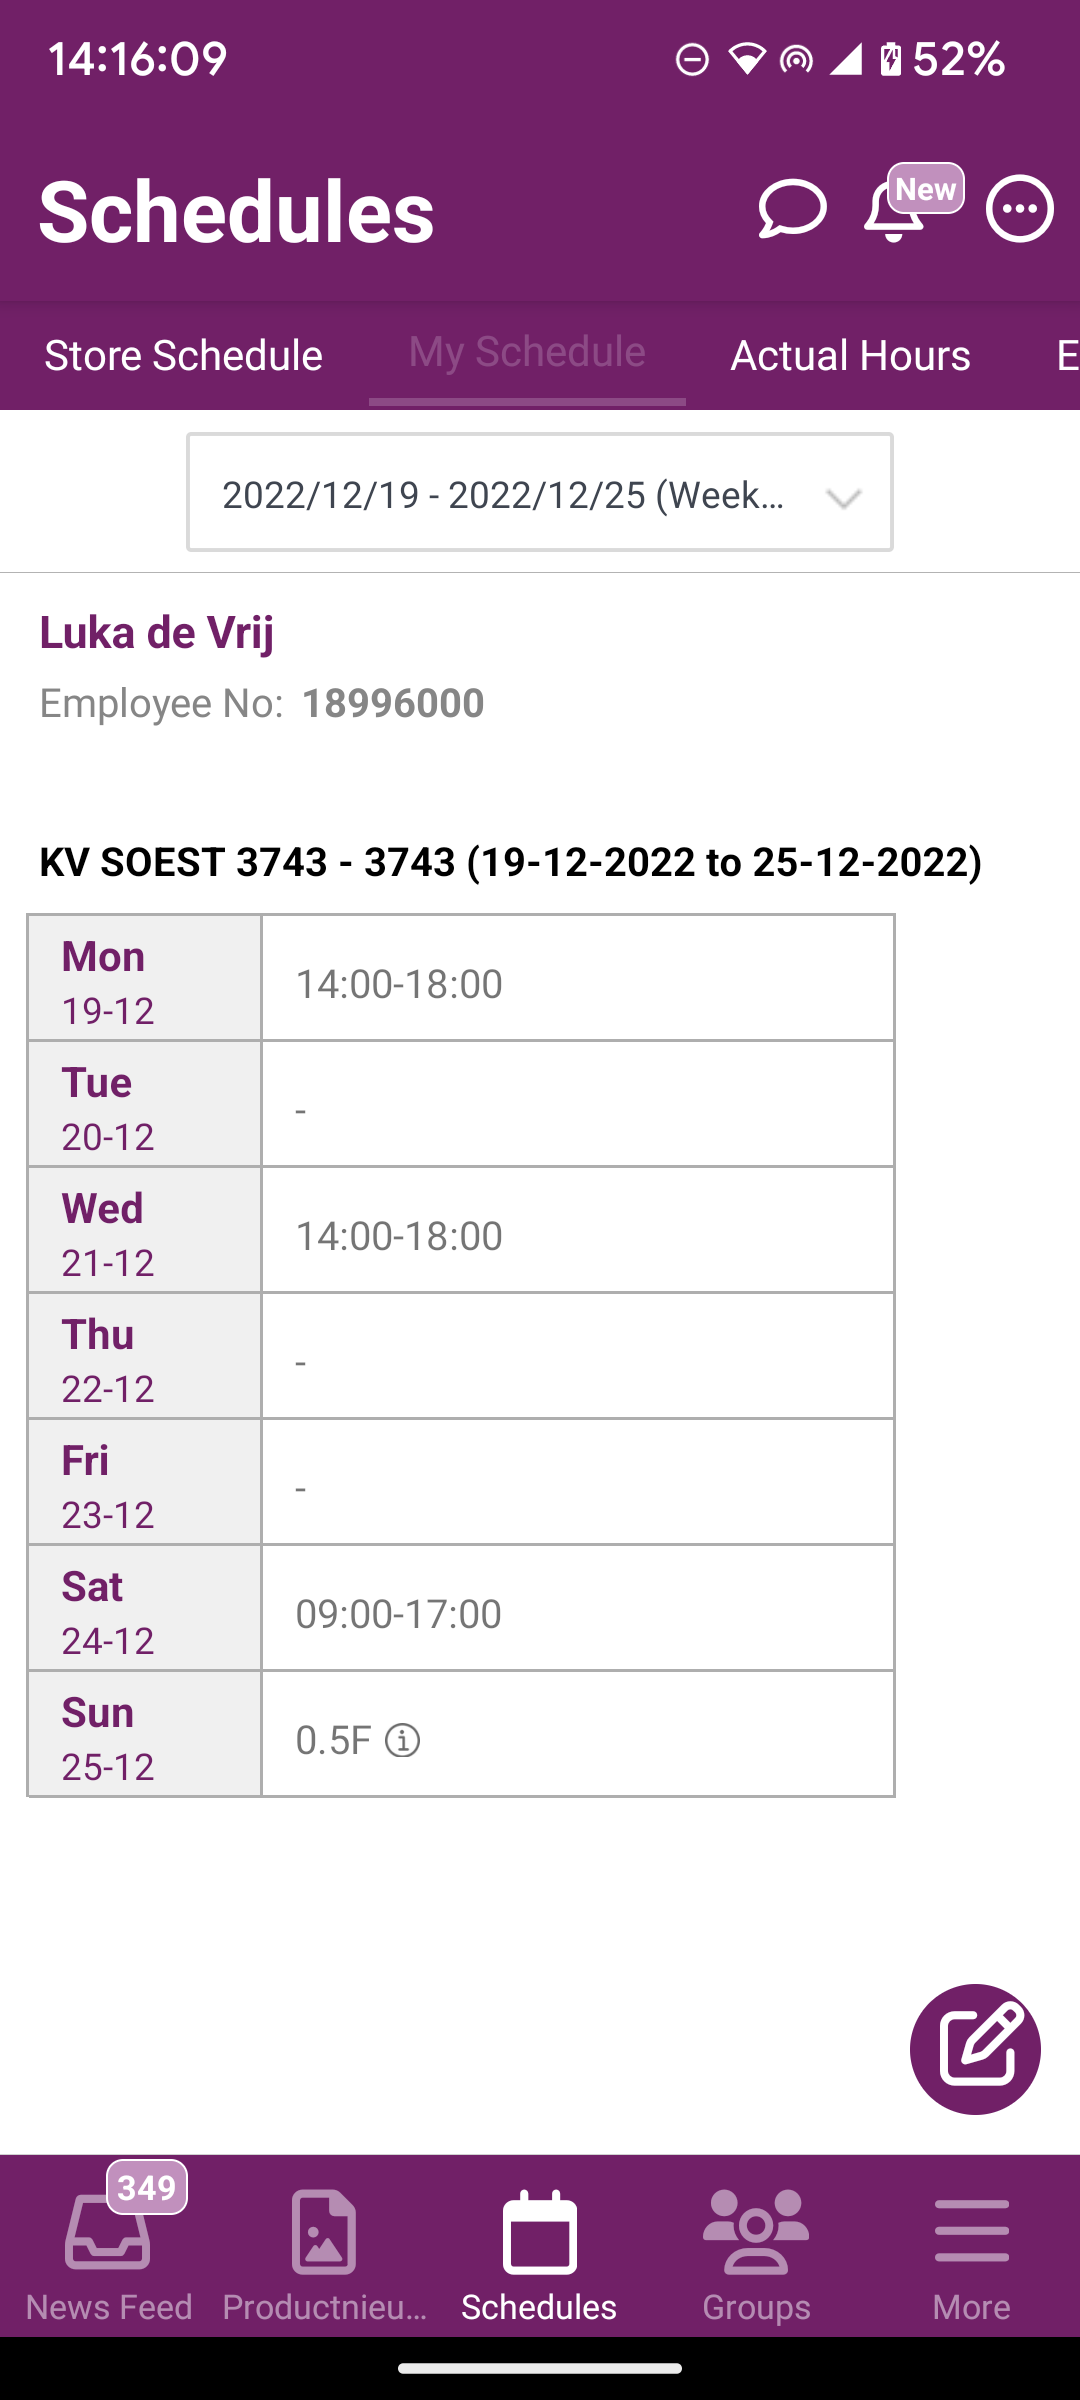 14:16:09
52%
Schedules
New
Store Schedule
My Schedule
Actual Hours
E
2022/12/19 - 2022/12/25 (Week...
Luka de Vrij
Employee No: 18996000
KV SOEST 3743 - 3743 (19-12-2022 to 25-12-2022)
Mon
19-12
14:00-18:00
Tue
20-12
-
Wed
21-12
14:00-18:00
Thu
22-12
-
Fri
23-12
-
Sat
24-12
09:00-17:00
Sun
25-12
0.5F
349
News Feed
Productnieu...
Schedules
Groups
More